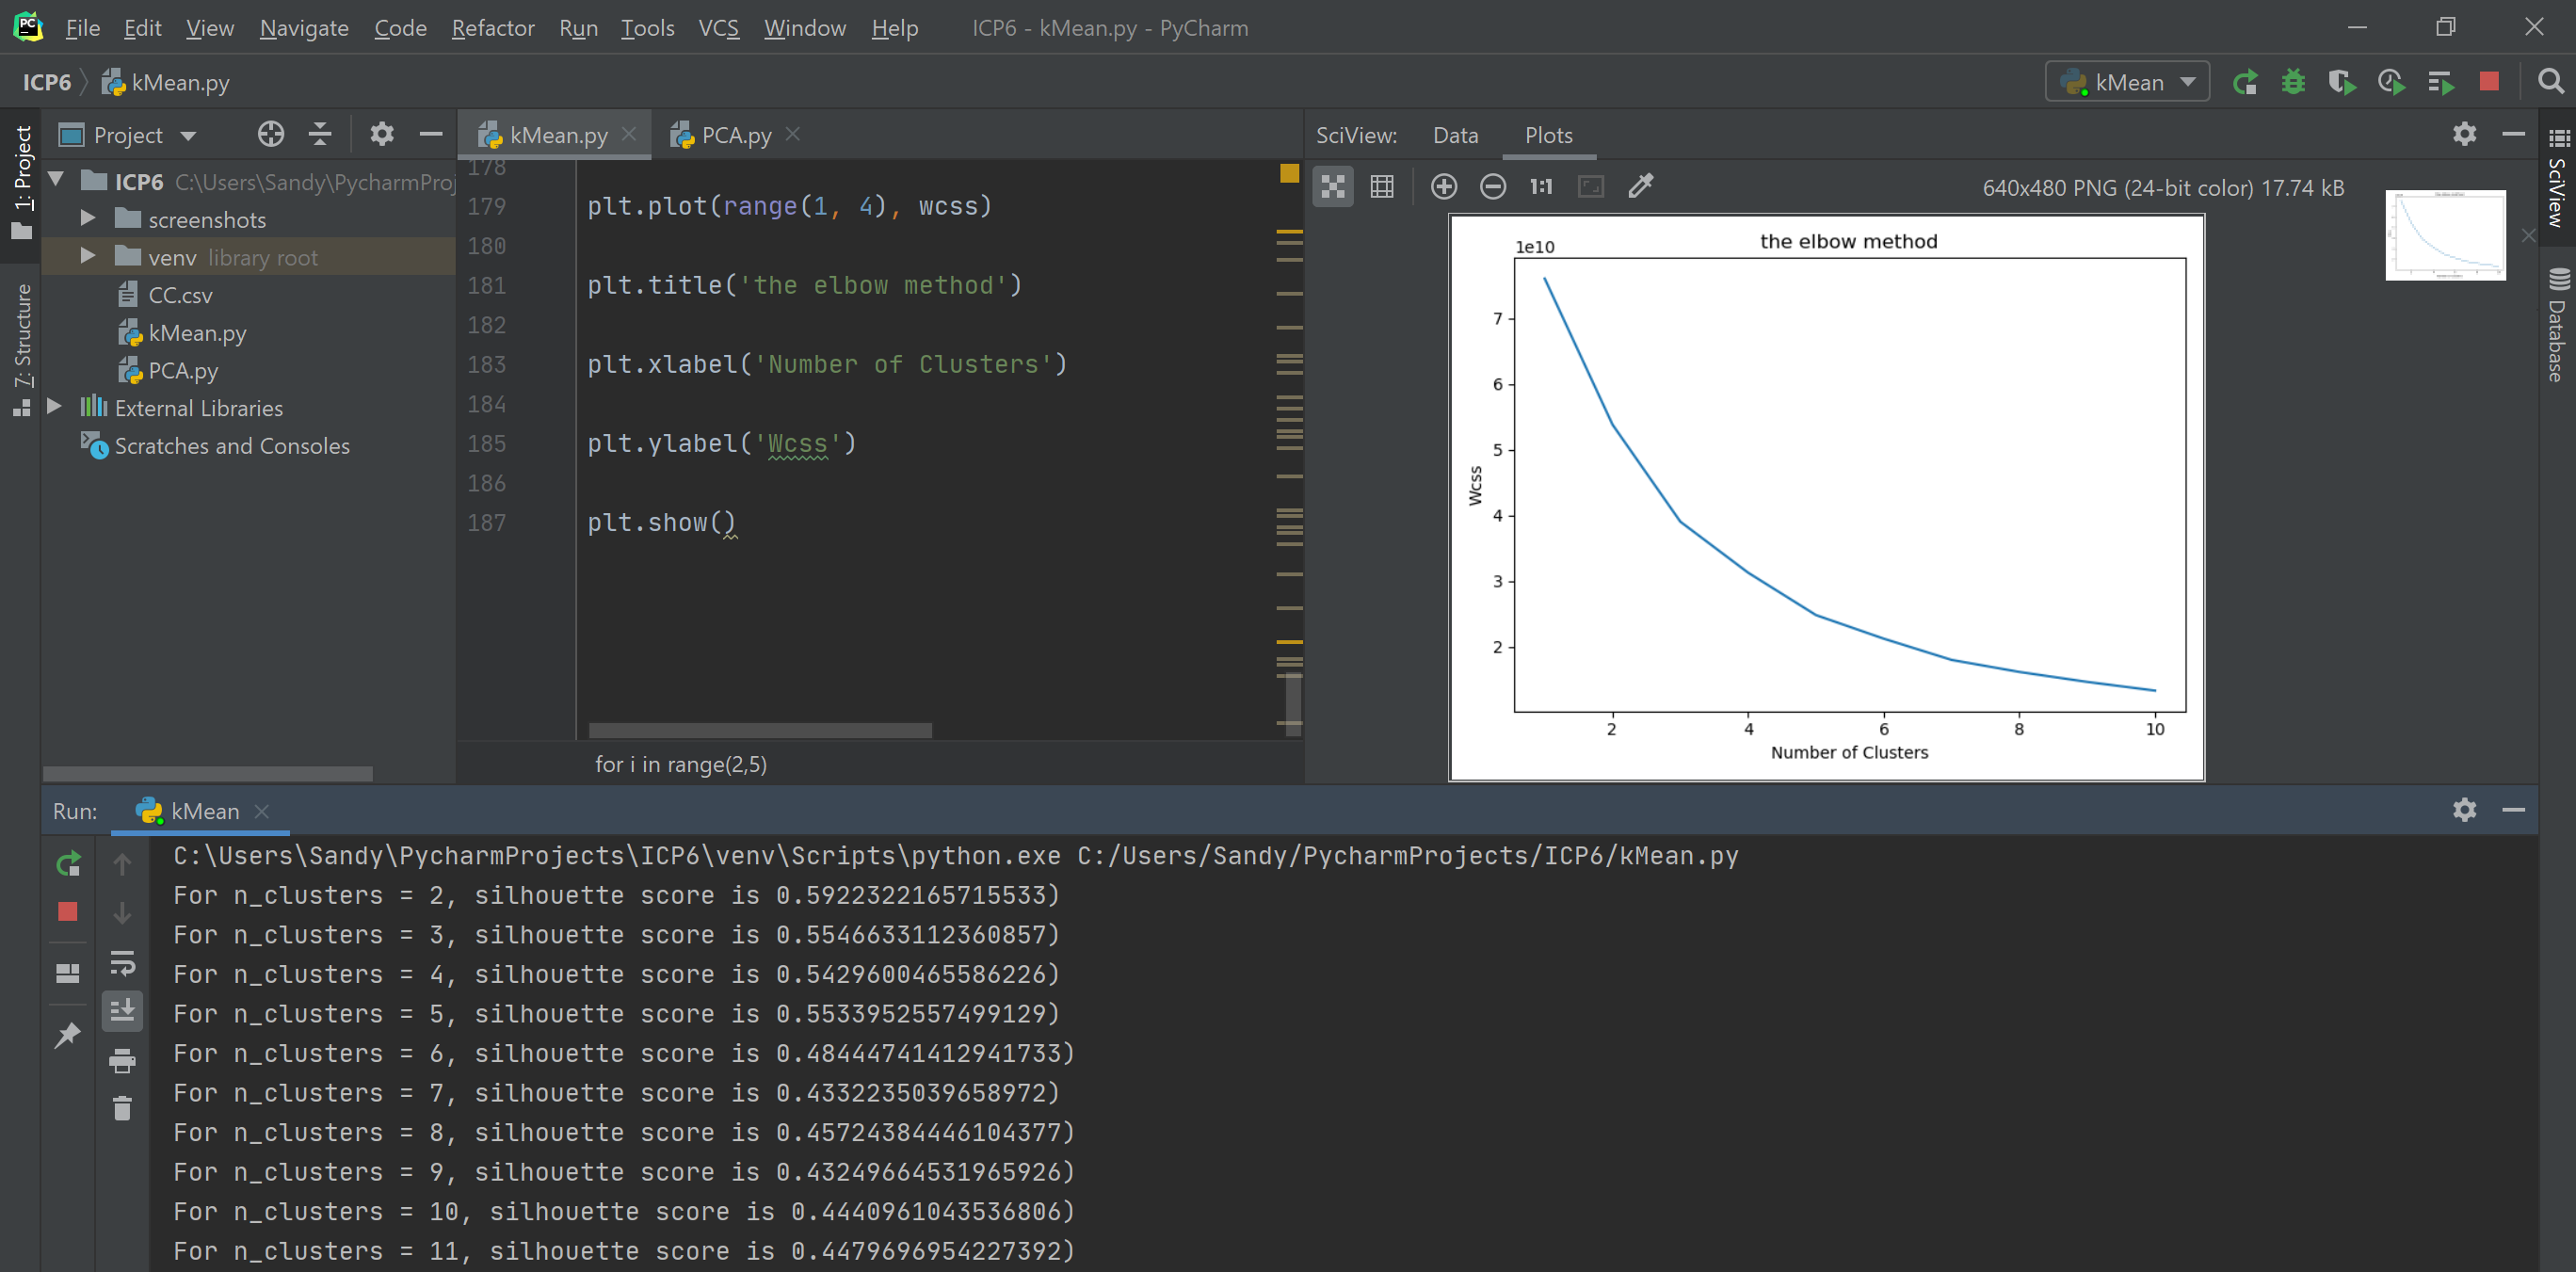 PC File Edit View Navigate Code Refactor Run Tools VCS Window Help ICP6 - kMean.py - PyCharm
ICP6 kMean.py kMean
1: Project
7: Structure
Project
ICP6 C:\Users\Sandy\PycharmProj
screenshots
venv library root
CC.csv
kMean.py
PCA.py
External Libraries
Scratches and Consoles
kMean.py PCA.py
178
179 plt.plot(range(1, 4), wcss)
180
181 plt.title('the elbow method')
182
183 plt.xlabel('Number of Clusters')
184
185 plt.ylabel('Wcss')
186
187 plt.show()
for i in range(2,5)
SciView: Data Plots
1:1 640x480 PNG (24-bit color) 17.74 kB
the elbow method
1e10
7
6
5
4
3
2
Wcss
2 4 6 8 10
Number of Clusters
SciView
Database
Run: kMean
C:\Users\Sandy\PycharmProjects\ICP6\venv\Scripts\python.exe C:/Users/Sandy/PycharmProjects/ICP6/kMean.py
For n_clusters = 2, silhouette score is 0.5922322165715533)
For n_clusters = 3, silhouette score is 0.5546633112360857)
For n_clusters = 4, silhouette score is 0.5429600465586226)
For n_clusters = 5, silhouette score is 0.5533952557499129)
For n_clusters = 6, silhouette score is 0.48444741412941733)
For n_clusters = 7, silhouette score is 0.4332235039658972)
For n_clusters = 8, silhouette score is 0.457243844461043​77)
For n_clusters = 9, silhouette score is 0.43249664531965926)
For n_clusters = 10, silhouette score is 0.4440961043536806)
For n_clusters = 11, silhouette score is 0.4479696954227392)